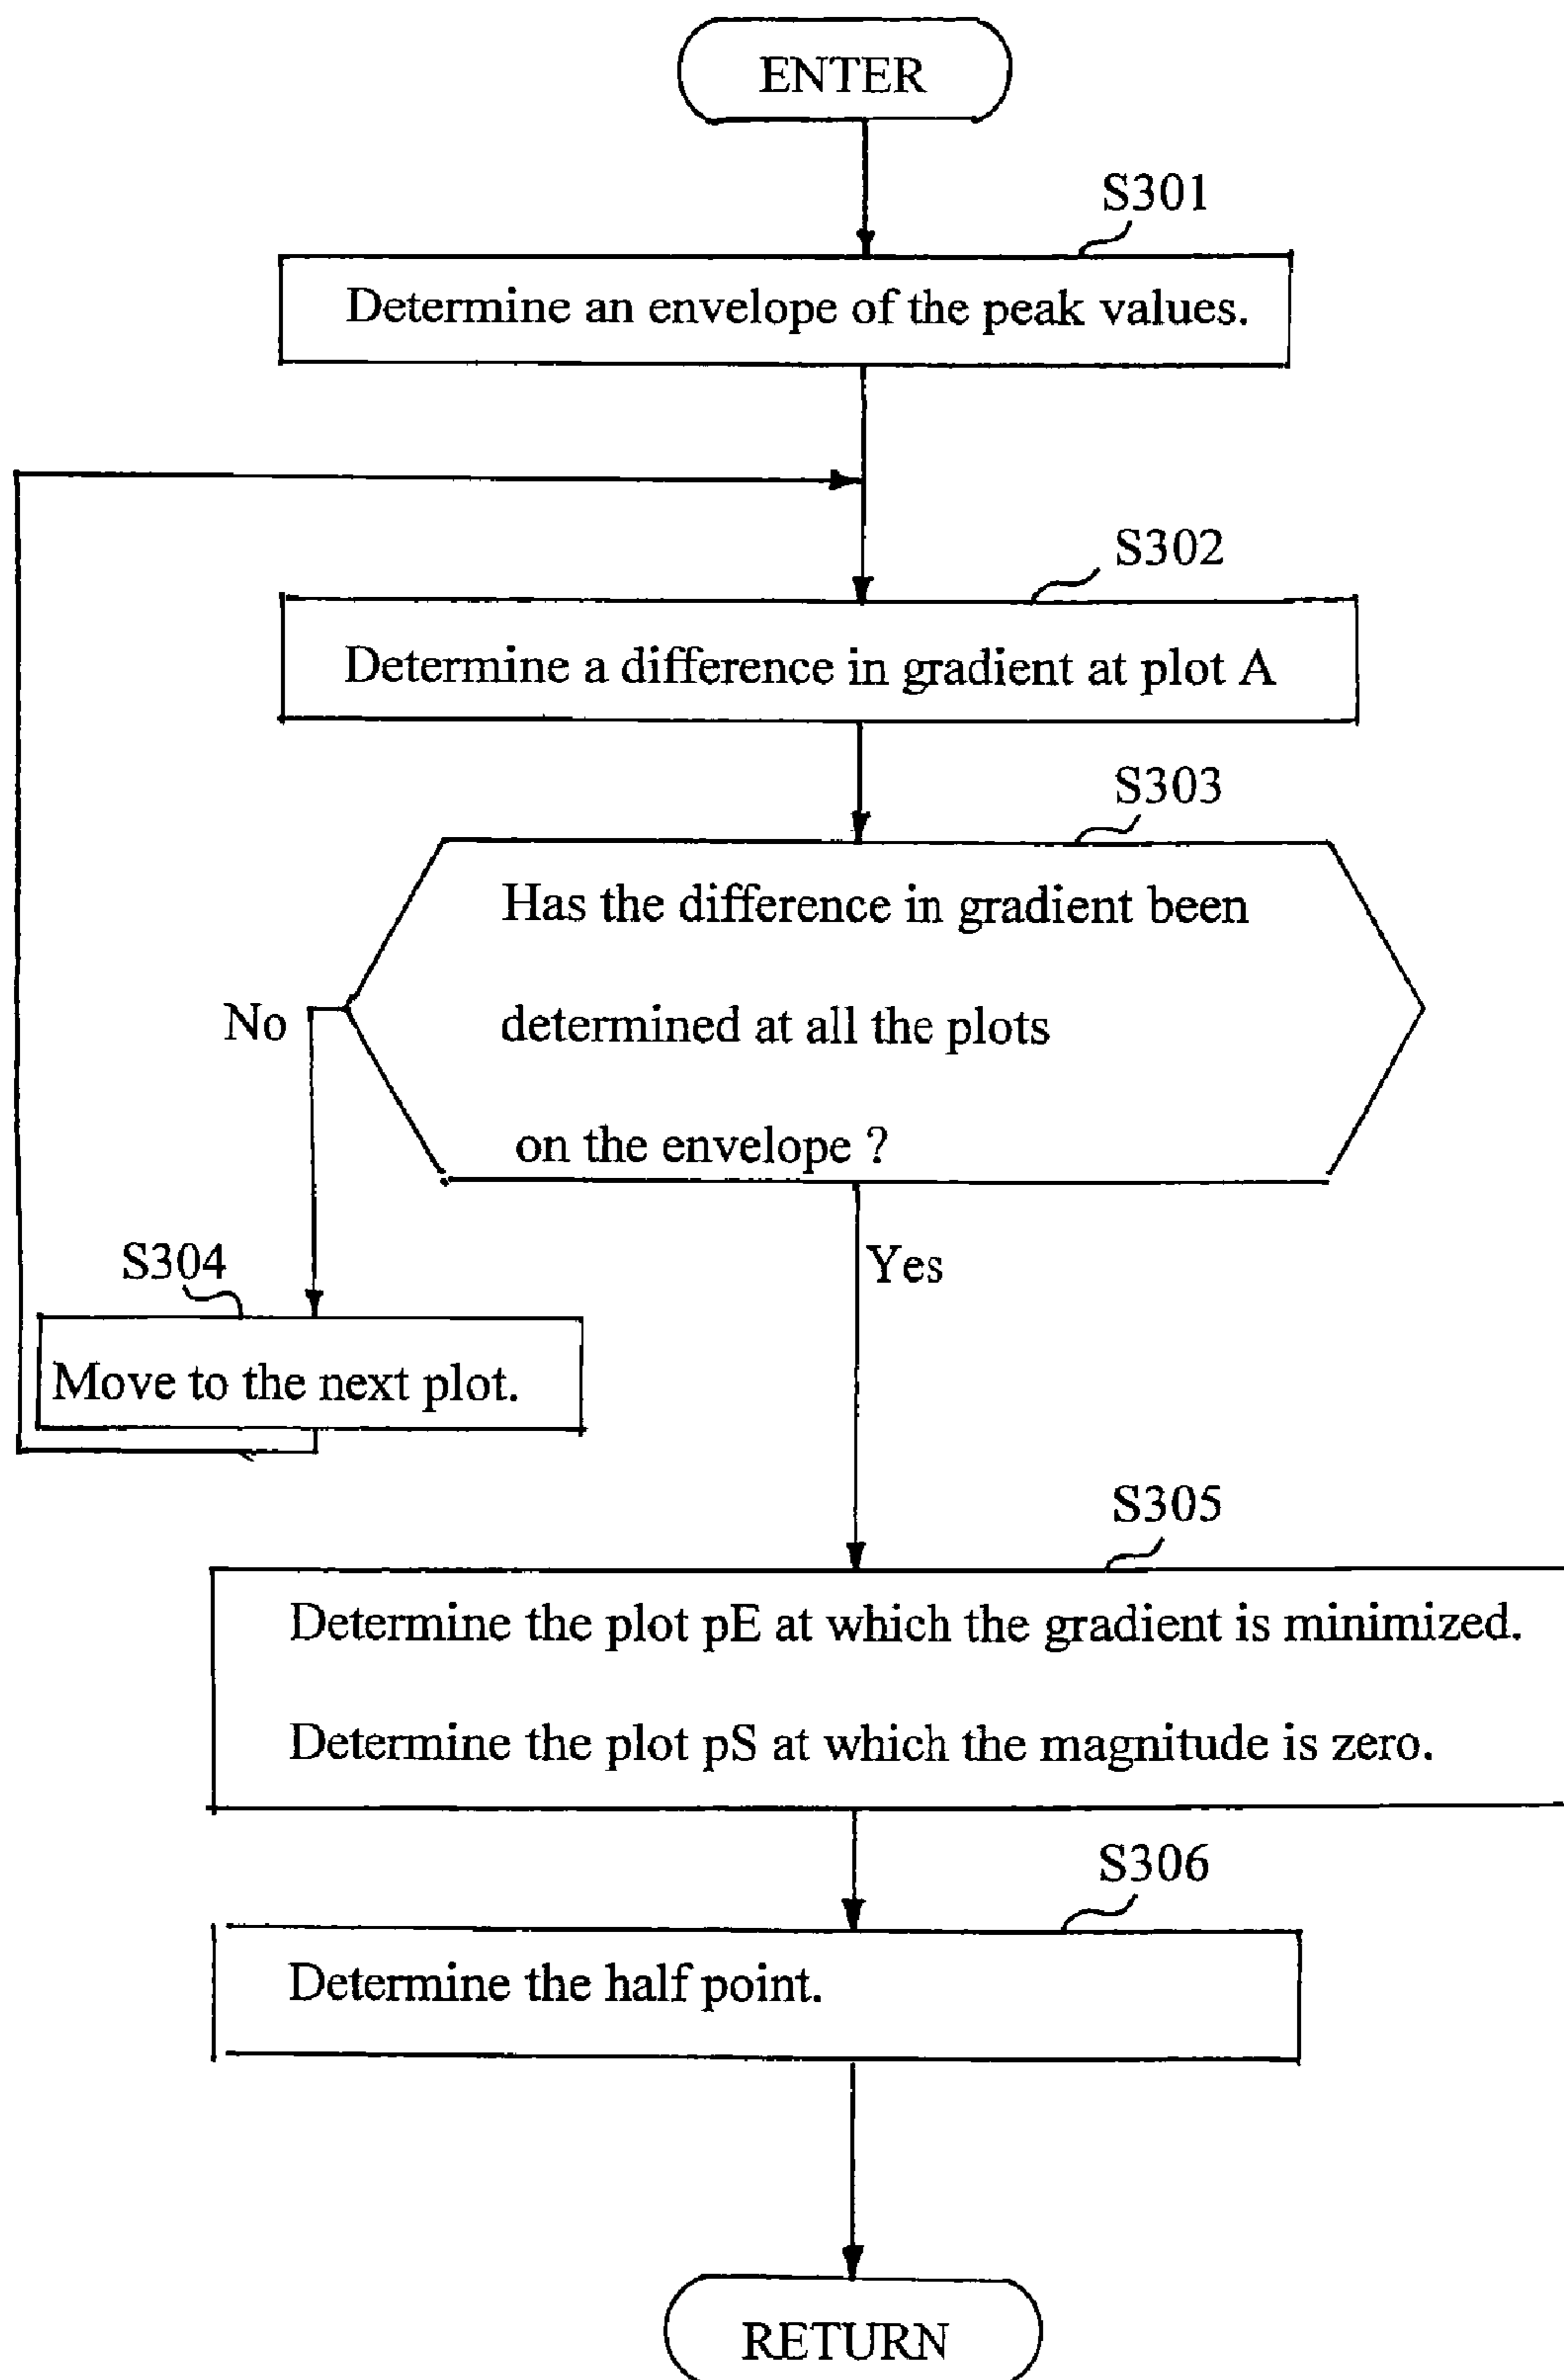 ENTER
S301
Determine an envelope of the peak values.
S302
Determine a difference in gradient at plot A
S303
Has the difference in gradient been
determined at all the plots
on the envelope ?
No
Yes
S304
Move to the next plot.
S305
Determine the plot pE at which the gradient is minimized.
Determine the plot pS at which the magnitude is zero.
S306
Determine the half point.
RETURN